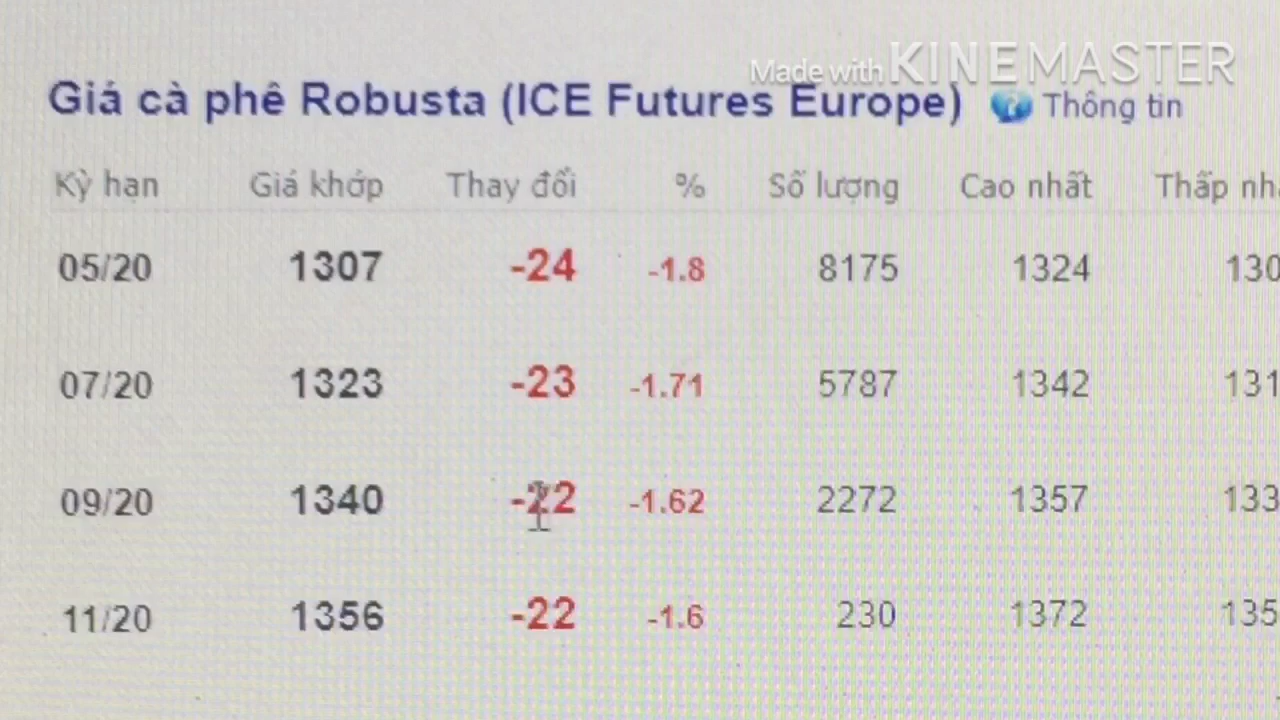 Made with KINEMASTER
Giá cà phê Robusta (ICE Futures Europe) Thông tin
Kỳ hạn Giá khớp Thay đổi % Số lượng Cao nhất Thấp
05/20 1307 -24 -1.8 8175 1324
07/20 1323 -23 -1.71 5787 1342
09/20 1340 -22 -1.62 2272 1357
11/20 1356 -22 -1.6 230 1372